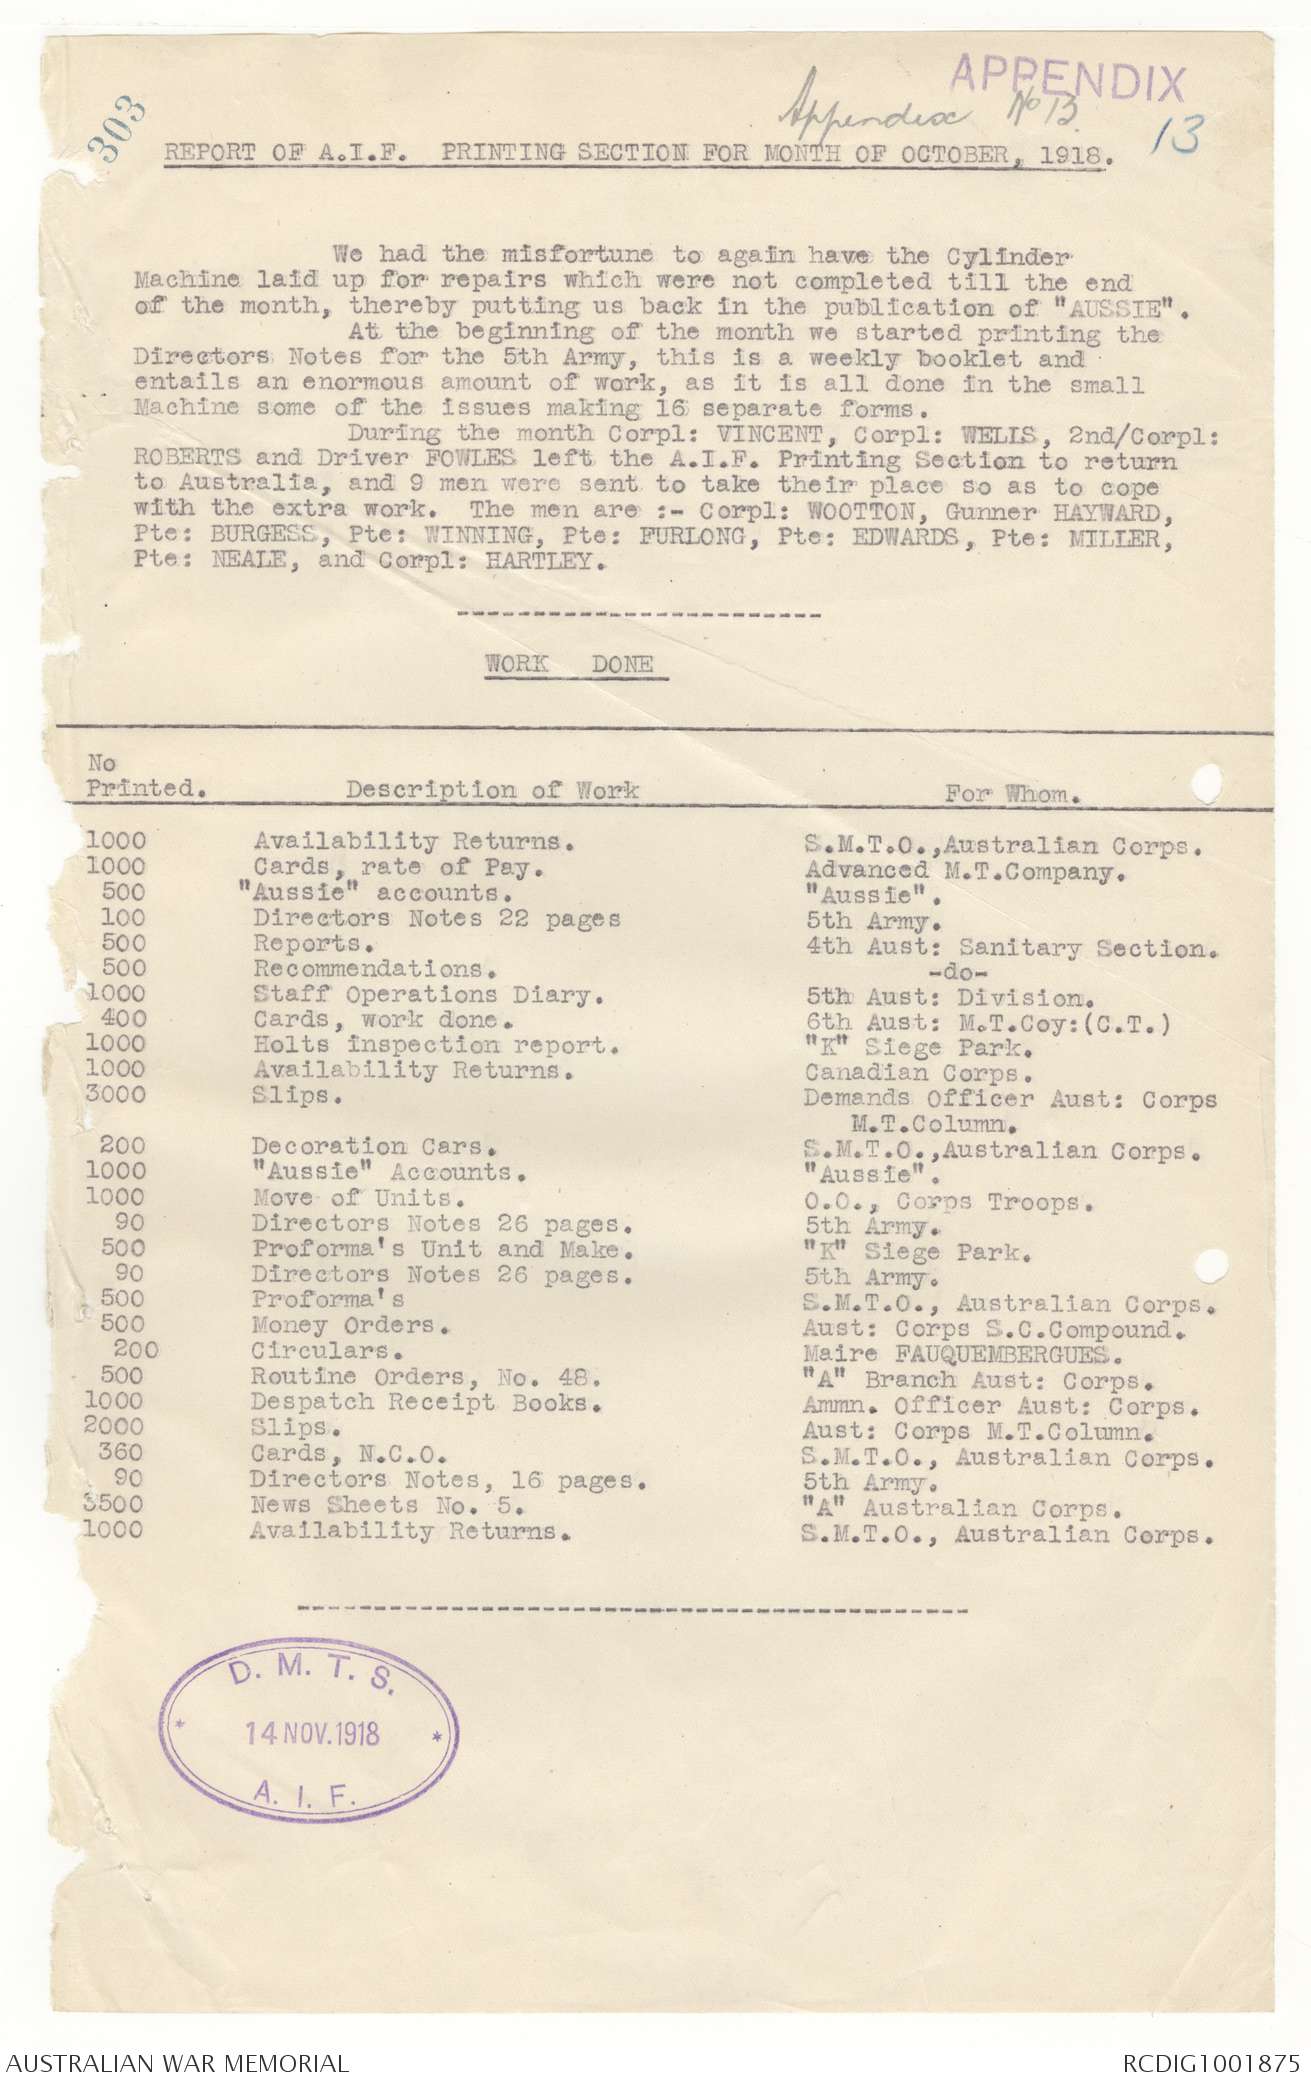 APPENDIX
Appendix No 13.
13
303
REPORT OF A.I.F. PRINTING SECTION FOR MONTH OF OCTOBER, 1918.
We had the misfortune to again have the Cylinder
Machine laid up for repairs which were not completed till the end
of the month, thereby putting us back in the publication of "AUSSIE".
At the beginning of the month we started printing the
Directors Notes for the 5th Army, this is a weekly booklet and
entails an enormous amount of work, as it is all done in the small
Machine some of the issues making 16 separate forms.
During the month Corpl: VINCENT, Corpl: WELLS, 2nd/Corpl:
ROBERTS and Driver FOWLES left the A.I.F. Printing Section to return
to Australia, and 9 men were sent to take their place so as to cope
with the extra work. The men are :- Corpl: WOOTTON, Gunner HAYWARD,
Pte: BURGESS, Pte: WINNING, Pte: FURLONG, Pte: EDWARDS, Pte: MILLER,
Pte: NEALE, and Corpl: HARTLEY.
------------------------
WORK DONE
No
Printed. Description of Work For Whom.
1000 Availability Returns. S.M.T.O.,Australian Corps.
1000 Cards, rate of Pay. Advanced M.T.Company.
500 "Aussie" accounts. "Aussie".
100 Directors Notes 22 pages 5th Army.
500 Reports. 4th Aust: Sanitary Section.
500 Recommendations. -do-
1000 Staff Operations Diary. 5th Aust: Division.
400 Cards, work done. 6th Aust: M.T.Coy:(C.T.)
1000 Holts inspection report. "K" Siege Park.
1000 Availability Returns. Canadian Corps.
3000 Slips. Demands Officer Aust: Corps
M.T.Column.
200 Decoration Cars. S.M.T.O.,Australian Corps.
1000 "Aussie" Accounts. "Aussie".
1000 Move of Units. O.O., Corps Troops.
90 Directors Notes 26 pages. 5th Army.
500 Proforma's Unit and Make. "K" Siege Park.
90 Directors Notes 26 pages. 5th Army.
500 Proforma's S.M.T.O., Australian Corps.
500 Money Orders. Aust: Corps S.C.Compound.
200 Circulars. Maire FAUQUEMBERGUES.
500 Routine Orders, No. 48. "A" Branch Aust: Corps.
1000 Despatch Receipt Books. Ammn. Officer Aust: Corps.
2000 Slips. Aust: Corps M.T.Column.
360 Cards, N.C.O. S.M.T.O., Australian Corps.
90 Directors Notes, 16 pages. 5th Army.
3500 News Sheets No. 5. "A" Australian Corps.
1000 Availability Returns. S.M.T.O., Australian Corps.
--------------------------------------------
D. M. T. S.
* 14 NOV.1918 *
A. I. F.
AUSTRALIAN WAR MEMORIAL RCDIG1001875